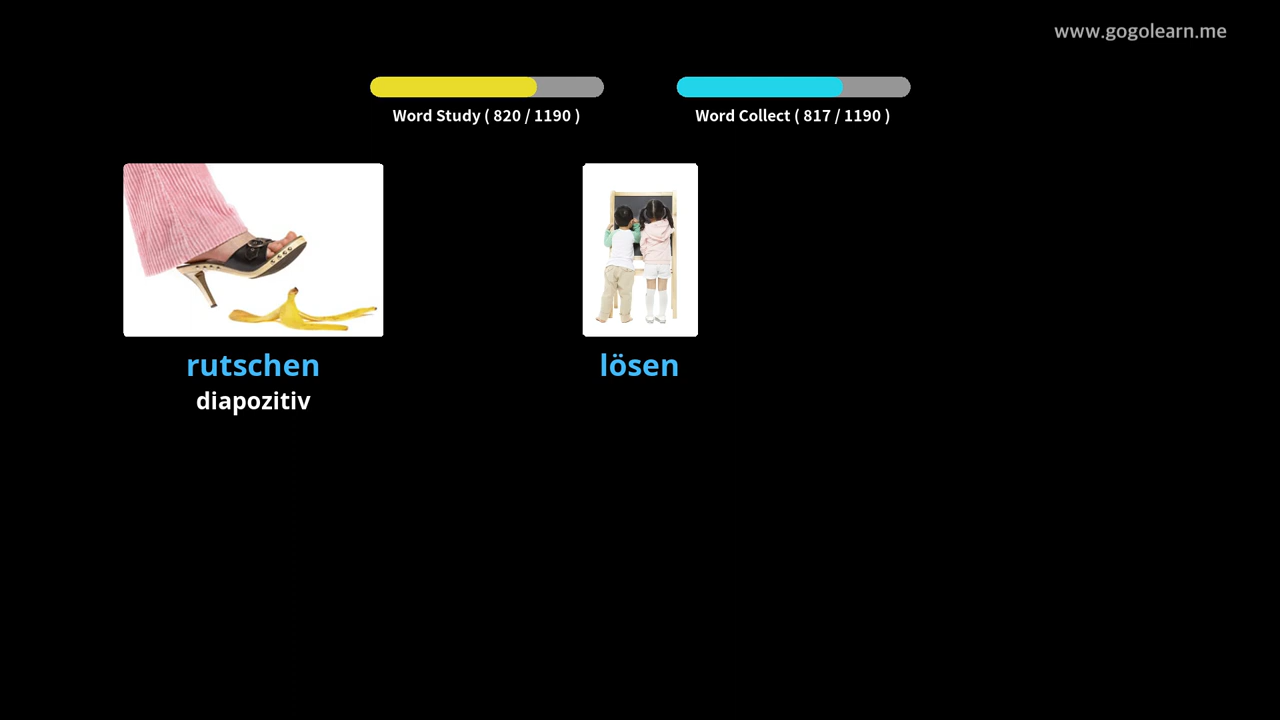 www.gogolearn.me
Word Study ( 820 / 1190 )
Word Collect ( 817 / 1190 )
rutschen
diapozitiv
lösen